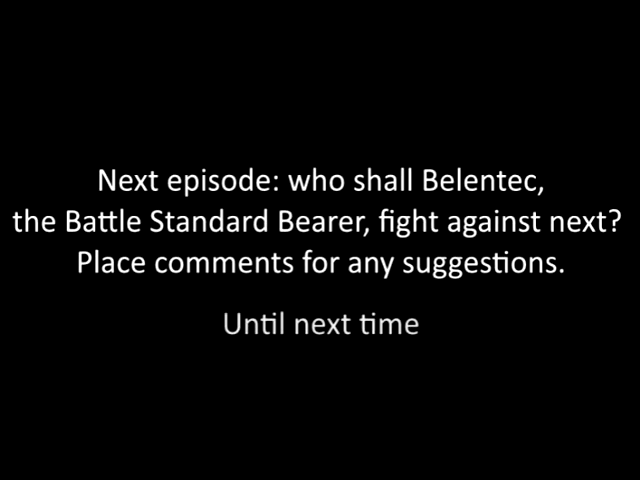 Next episode: who shall Belentec,
the Battle Standard Bearer, fight against next?
Place comments for any suggestions.
Until next time